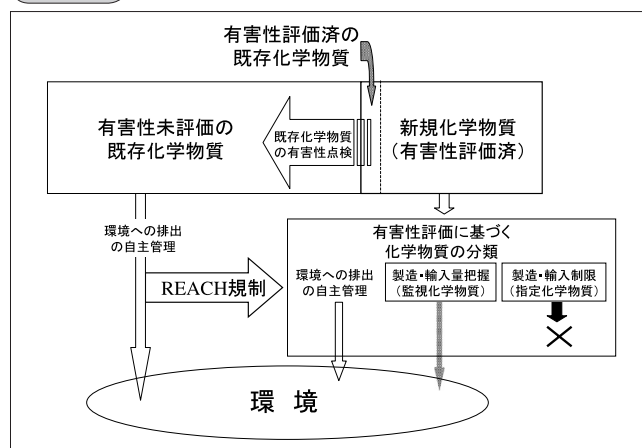 有害性評価済の
既存化学物質
有害性未評価の
既存化学物質
既存化学物質
の有害性点検
新規化学物質
(有害性評価済)
環境への排出
の自主管理
有害性評価に基づく
化学物質の分類
REACH規制
環境への排出
の自主管理
製造・輸入量把握
(監視化学物質)
製造・輸入制限
(指定化学物質)
環 境